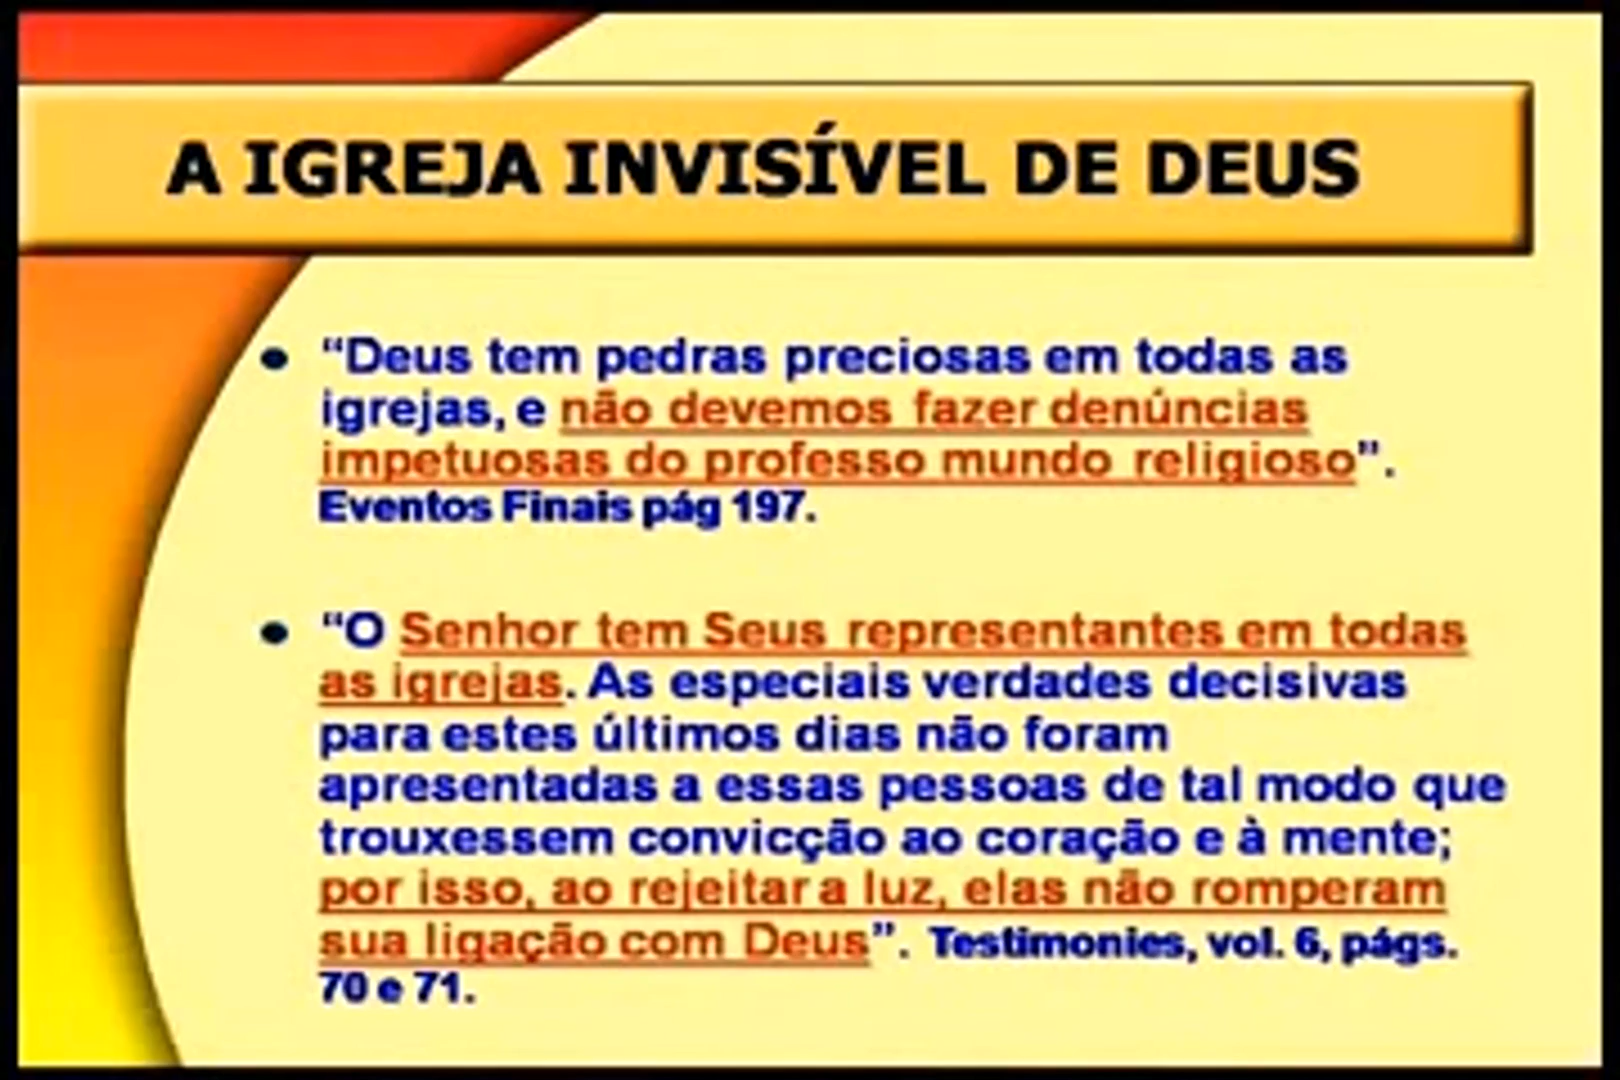 A IGREJA INVISÍVEL DE DEUS
• “Deus tem pedras preciosas em todas as
igrejas, e não devemos fazer denúncias
impetuosas do professo mundo religioso”.
Eventos Finais pág 197.
• “O Senhor tem Seus representantes em todas
as igrejas. As especiais verdades decisivas
para estes últimos dias não foram
apresentadas a essas pessoas de tal modo que
trouxessem convicção ao coração e à mente;
por isso, ao rejeitar a luz, elas não romperam
sua ligação com Deus”. Testimonies, vol. 6, págs.
70 e 71.